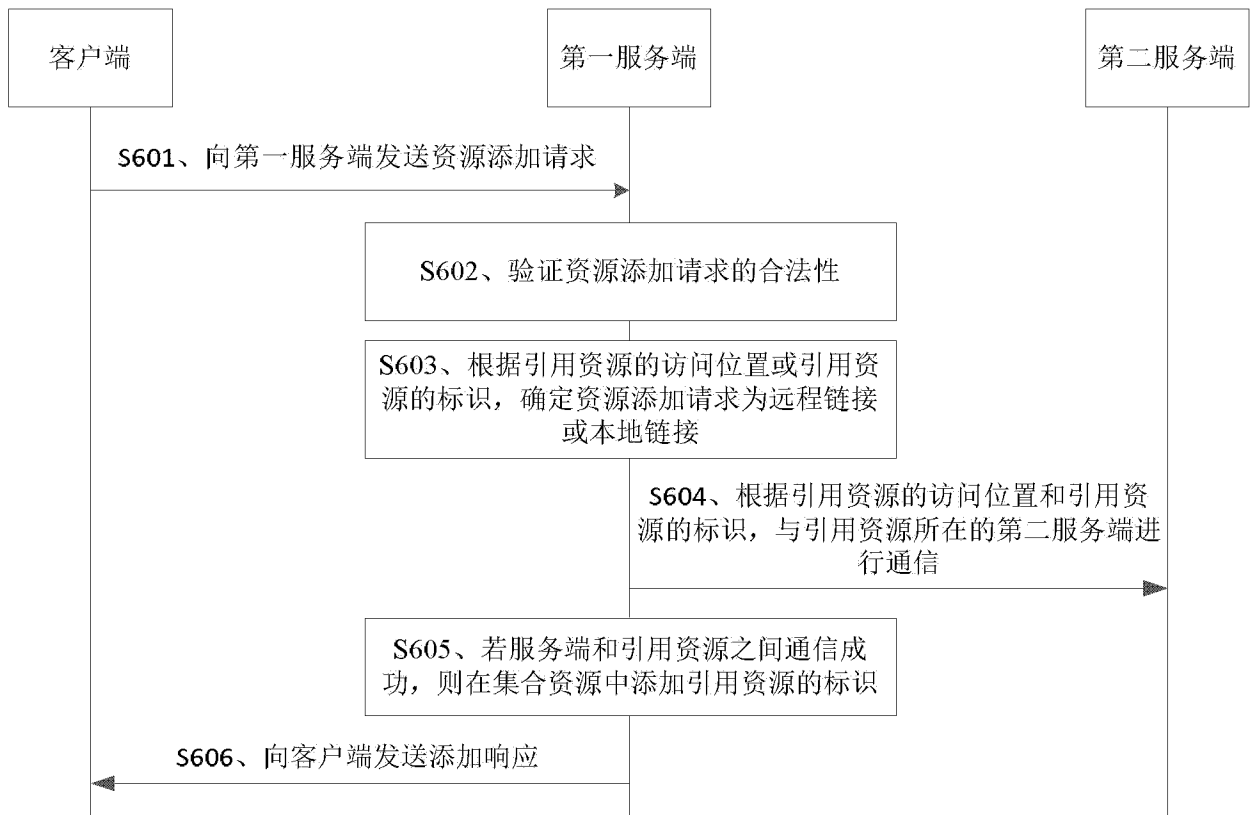 客户端
第一服务端
第二服务端
S601、向第一服务端发送资源添加请求
S602、验证资源添加请求的合法性
S603、根据引用资源的访问位置或引用资
源的标识，确定资源添加请求为远程链接
或本地链接
S604、根据引用资源的访问位置和引用资
源的标识，与引用资源所在的第二服务端进
行通信
S605、若服务端和引用资源之间通信成
功，则在集合资源中添加引用资源的标识
S606、向客户端发送添加响应